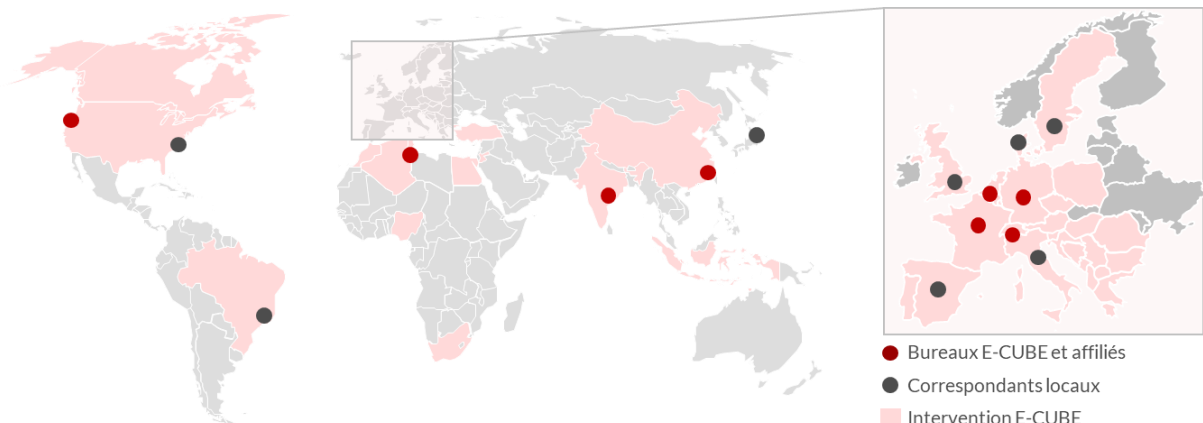 Bureaux E-CUBE et affiliés
Correspondants locaux
Intervention E-CUBE